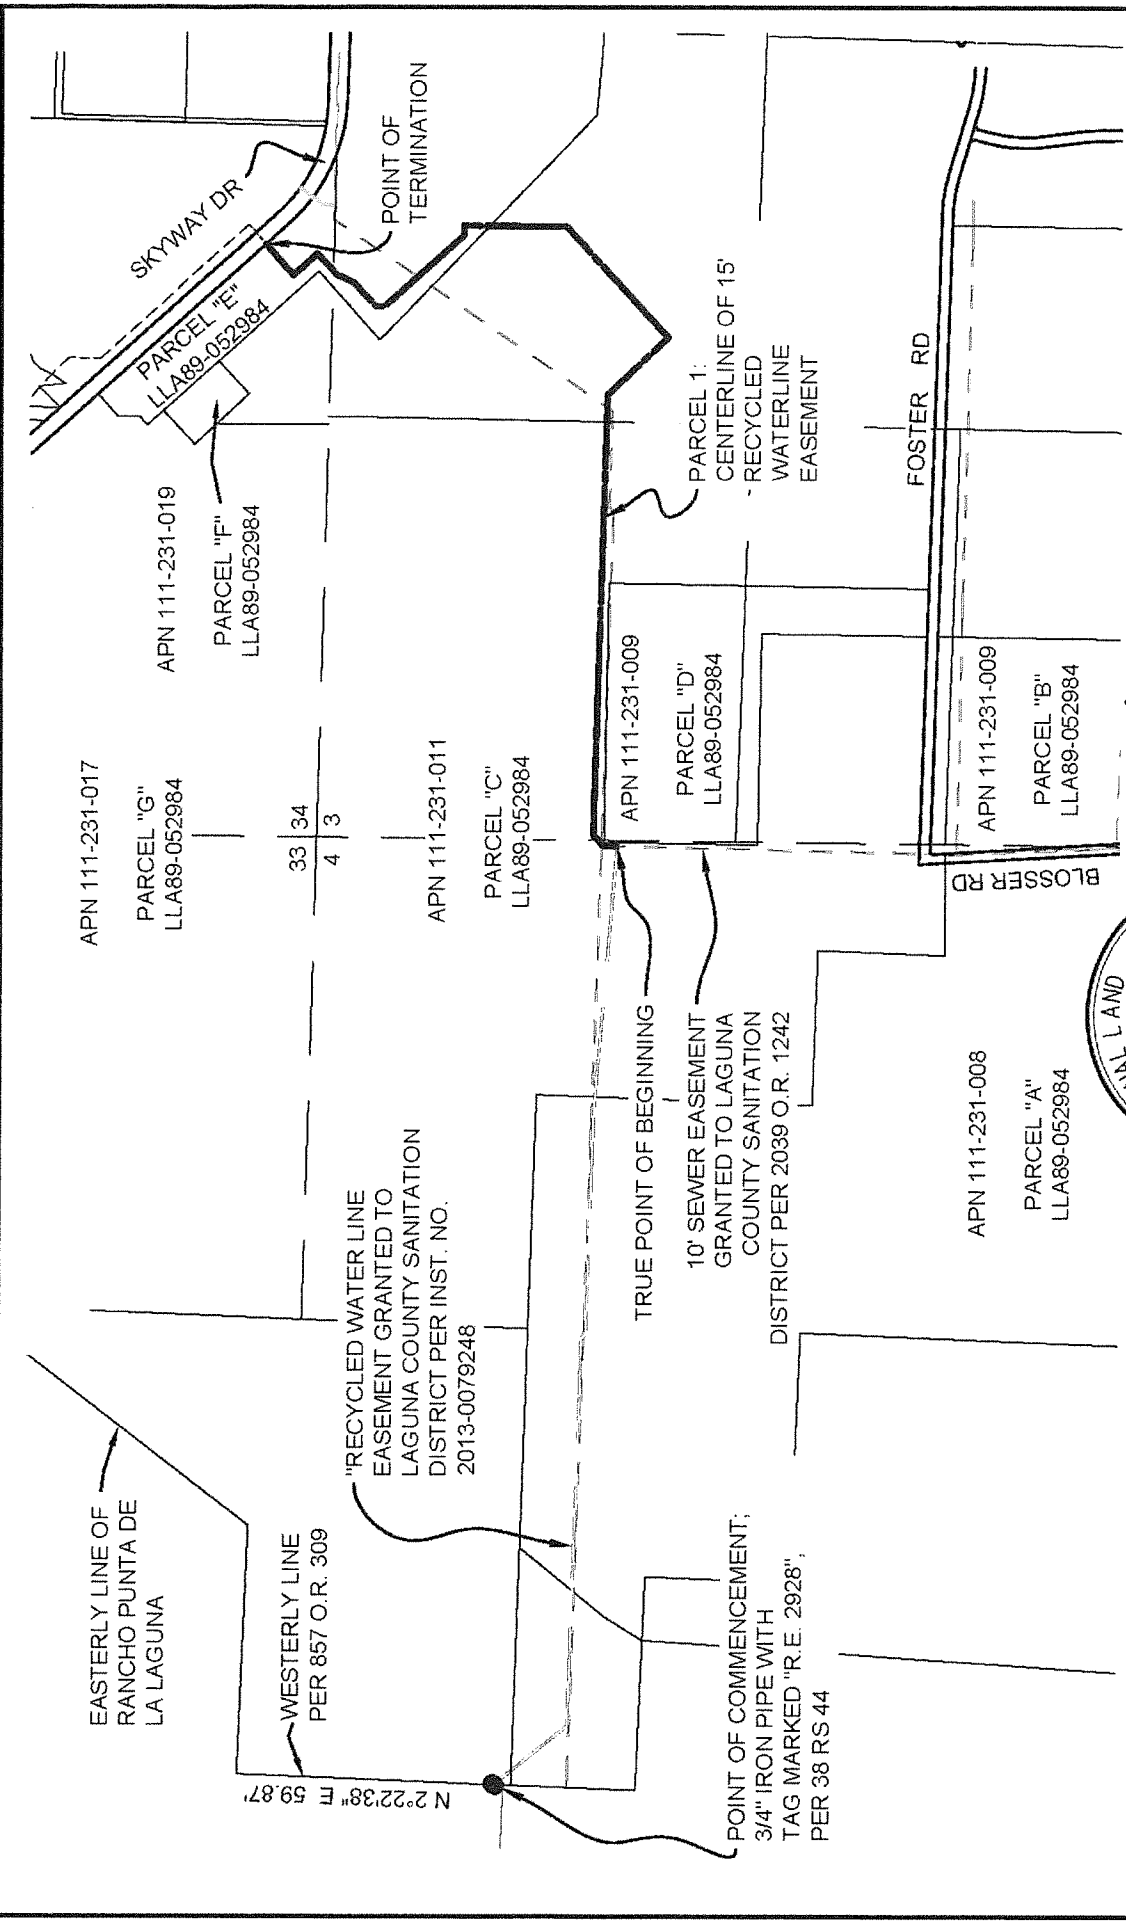 EASTERLY LINE OF
RANCHO PUNTA DE
LA LAGUNA
WESTERLY LINE
PER 857 O.R. 309
N 2°22'38" E 59.87'
POINT OF COMMENCEMENT;
3/4" IRON PIPE WITH
TAG MARKED "R.E. 2928",
PER 38 RS 44
"RECYCLED WATER LINE
EASEMENT GRANTED TO
LAGUNA COUNTY SANITATION
DISTRICT PER INST. NO.
2013-0079248
APN 111-231-017
PARCEL "G"
LLA89-052984
33 34
4 3
APN 111-231-011
PARCEL "C"
LLA89-052984
TRUE POINT OF BEGINNING
10' SEWER EASEMENT
GRANTED TO LAGUNA
COUNTY SANITATION
DISTRICT PER 2039 O.R. 1242
APN 111-231-008
PARCEL "A"
LLA89-052984
APN 111-231-019
PARCEL "F"
LLA89-052984
PARCEL "E"
LLA89-052984
SKYWAY DR
POINT OF
TERMINATION
PARCEL 1:
CENTERLINE OF 15'
RECYCLED
WATERLINE
EASEMENT
APN 111-231-009
PARCEL "D"
LLA89-052984
FOSTER RD
BLOSSER RD
APN 111-231-009
PARCEL "B"
LLA89-052984
LAND